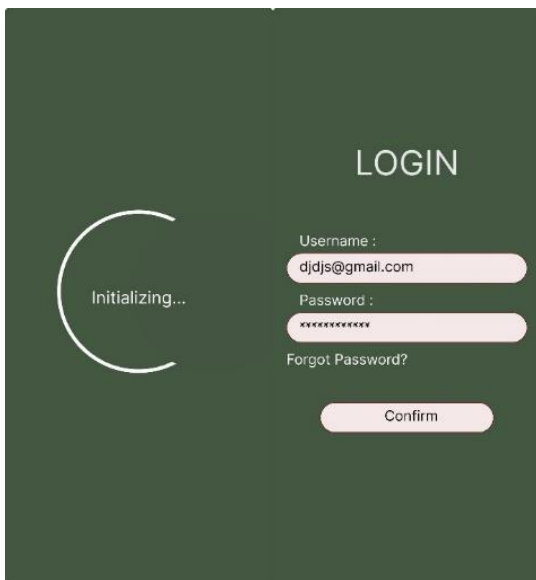 Initializing...
LOGIN
Username :
djdjs@gmail.com
Password :
************
Forgot Password?
Confirm